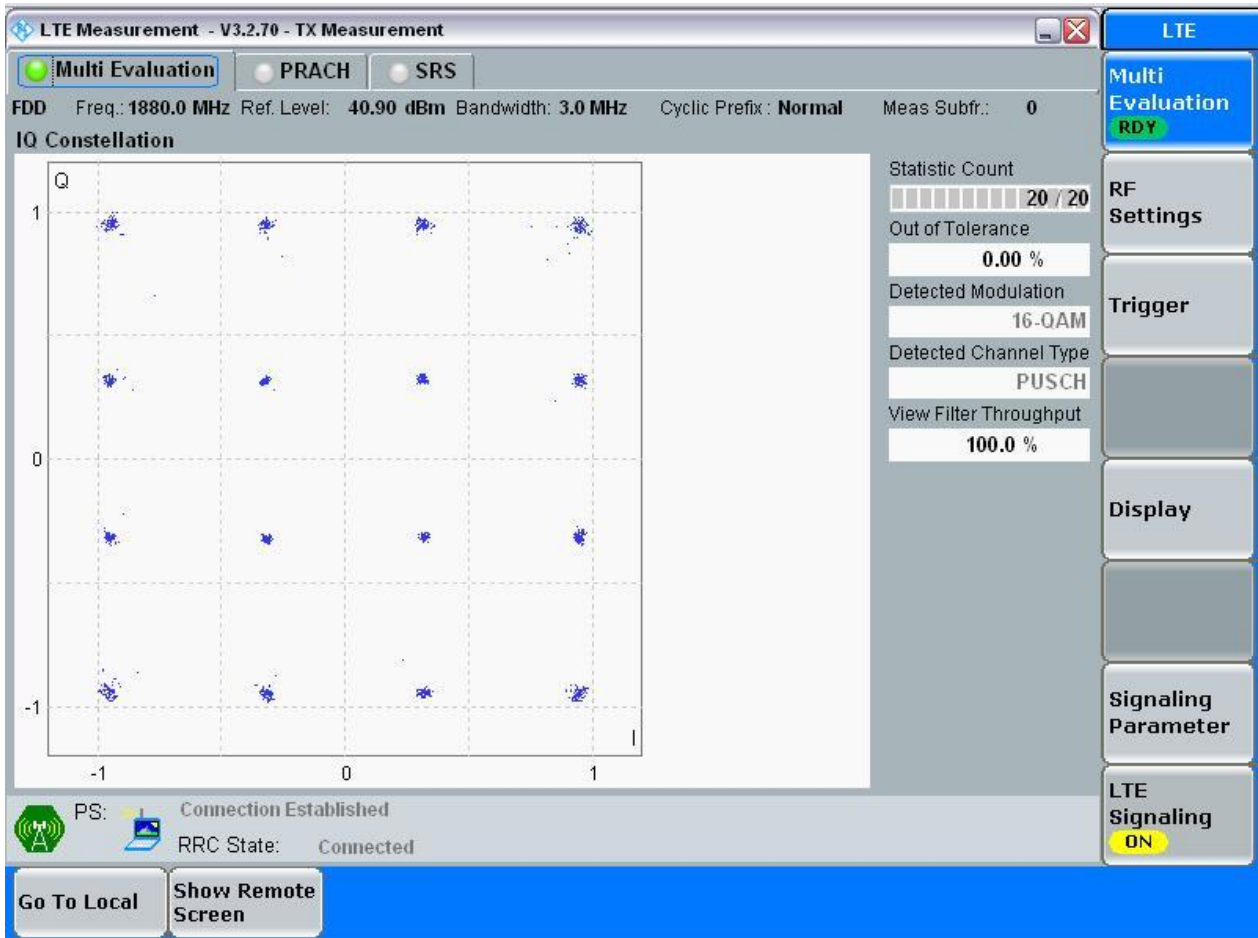 LTE Measurement - V3.2.70 - TX Measurement
LTE
Multi Evaluation PRACH SRS
FDD Freq.: 1880.0 MHz Ref. Level: 40.90 dBm Bandwidth: 3.0 MHz Cyclic Prefix : Normal Meas Subfr.: 0
IQ Constellation
Q
1
0
-1
I
-1 0 1
Statistic Count
20 / 20
Out of Tolerance
0.00 %
Detected Modulation
16-QAM
Detected Channel Type
PUSCH
View Filter Throughput
100.0 %
Multi
Evaluation
RDY
RF
Settings
Trigger
Display
Signaling
Parameter
LTE
Signaling
ON
PS: Connection Established
RRC State: Connected
Go To Local
Show Remote
Screen